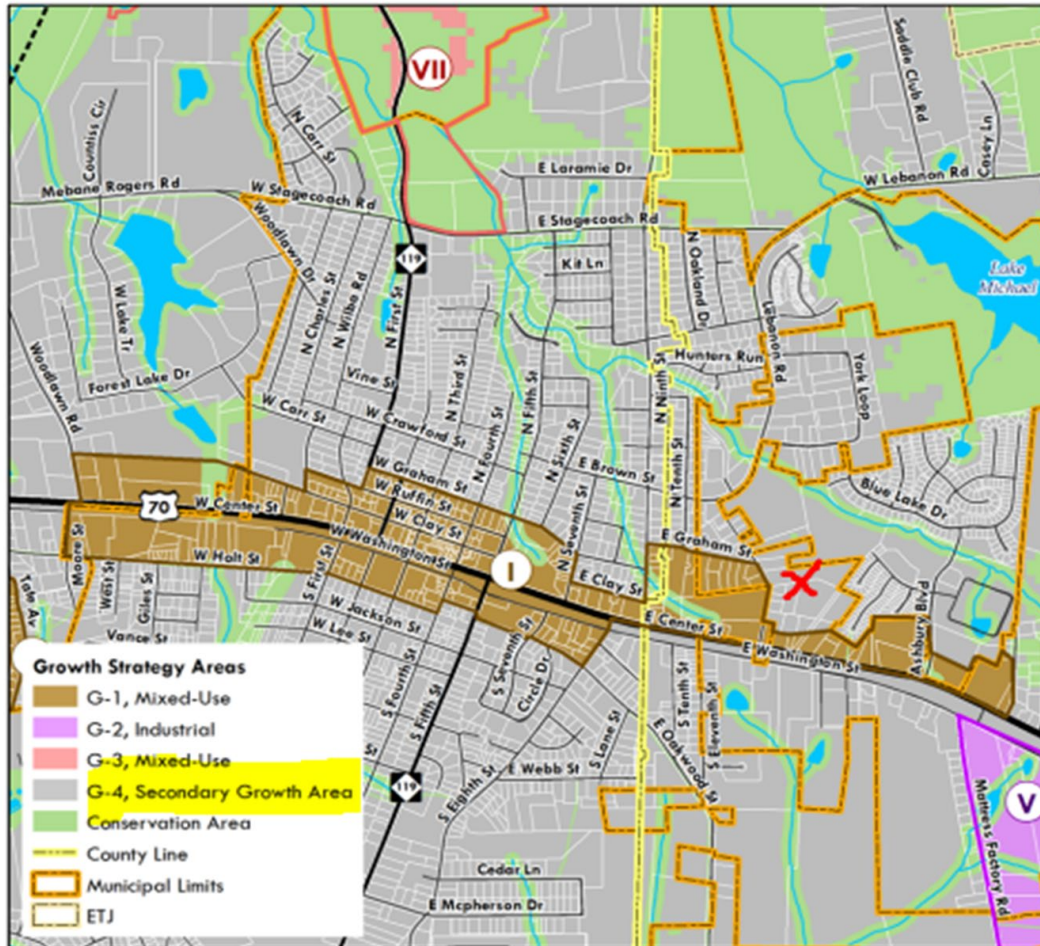 VII
Saddle Club Rd
Countiss Cir
N Carr St
Casey Ln
E Laramie Dr
W Lebanon Rd
Mebane Rogers Rd
W Stagecoach Rd
E Stagecoach Rd
Woodlawn Dr
N Oakland Dr
119
Kit Ln
Lake
Michael
W Lake Tr
N Charles St
N Wilba Rd
N First St
Lebanon Rd
Woodlawn Rd
Hunters Run
York Loop
Forest Lake Dr
Vine St
N Third St
N Fifth St
N Ninth St
W Carr St
W Crawford St
N Fourth St
N Sixth St
N Tenth St
W Graham St
E Brown St
W Ruffin St
Blue Lake Dr
70
W Center St
W Clay St
N Seventh St
W Washington St
E Graham St
Moore St
W Holt St
I
E Clay St
Tate Av
West St
Giles St
S First St
W Jackson St
E Center St
Ashbury Blvd
W Lee St
E Washington St
Vance St
S Seventh St
Circle Dr
S Fourth St
S Fifth St
S Lane St
S Tenth St
S Eleventh St
E Oakwood St
Growth Strategy Areas
G-1, Mixed-Use
G-2, Industrial
G-3, Mixed-Use
G-4, Secondary Growth Area
Conservation Area
County Line
Municipal Limits
ETJ
St
119
S Eighth St
E Webb St
Mattress Factory Rd
V
Cedar Ln
E Mcpherson Dr